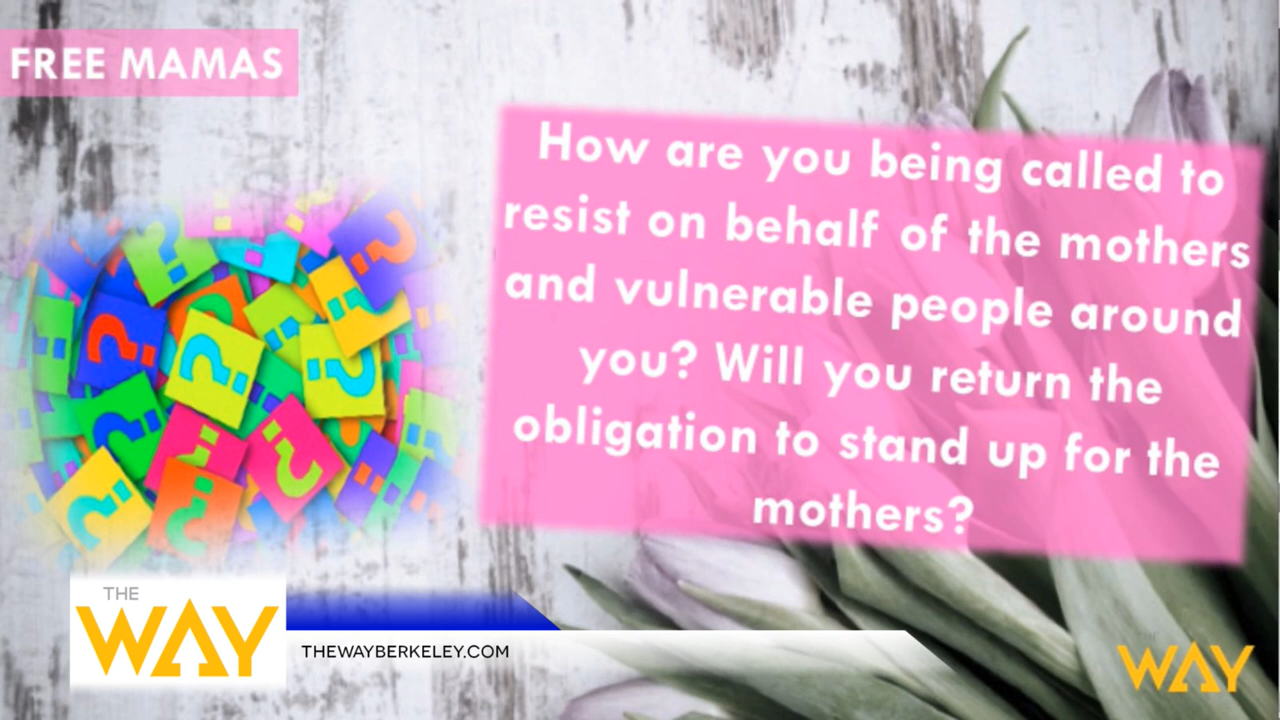 FREE MAMAS
How are you being called to
resist on behalf of the mothers
and vulnerable people around
you? Will you return the
obligation to stand up for the
mothers?
THE
WAY
THEWAYBERKELEY.COM
THE
WAY